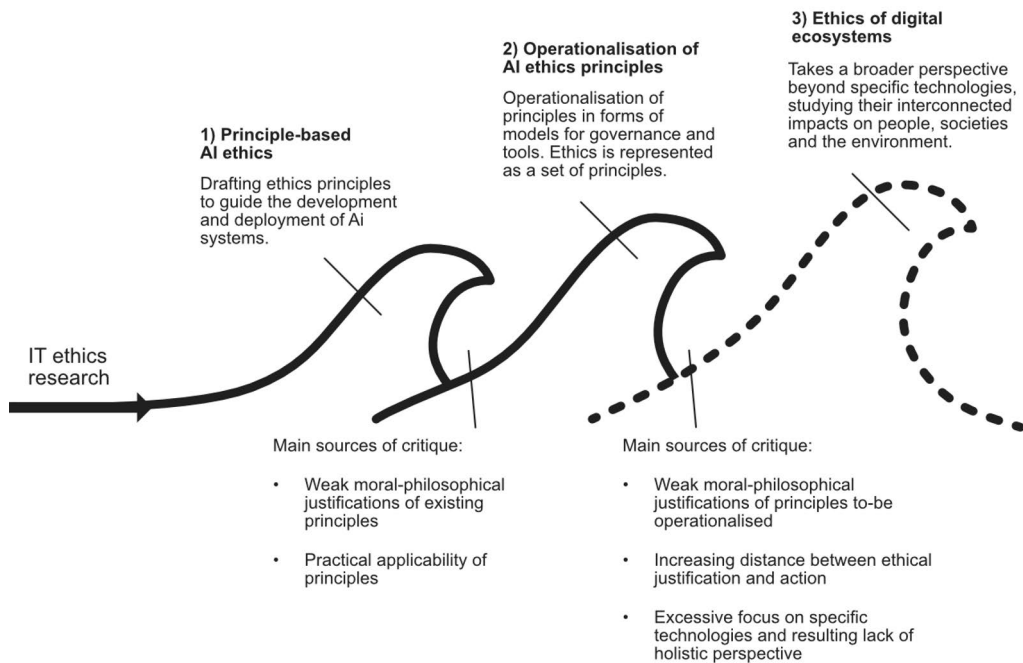 3) Ethics of digital
ecosystems
Takes a broader perspective
beyond specific technologies,
studying their interconnected
impacts on people, societies
and the environment.
2) Operationalisation of
AI ethics principles
Operationalisation of
principles in forms of
models for governance and
tools. Ethics is represented
as a set of principles.
1) Principle-based
AI ethics
Drafting ethics principles
to guide the development
and deployment of Ai
systems.
IT ethics
research
Main sources of critique:
• Weak moral-philosophical
justifications of existing
principles
• Practical applicability of
principles
Main sources of critique:
• Weak moral-philosophical
justifications of principles to-be
operationalised
• Increasing distance between ethical
justification and action
• Excessive focus on specific
technologies and resulting lack of
holistic perspective